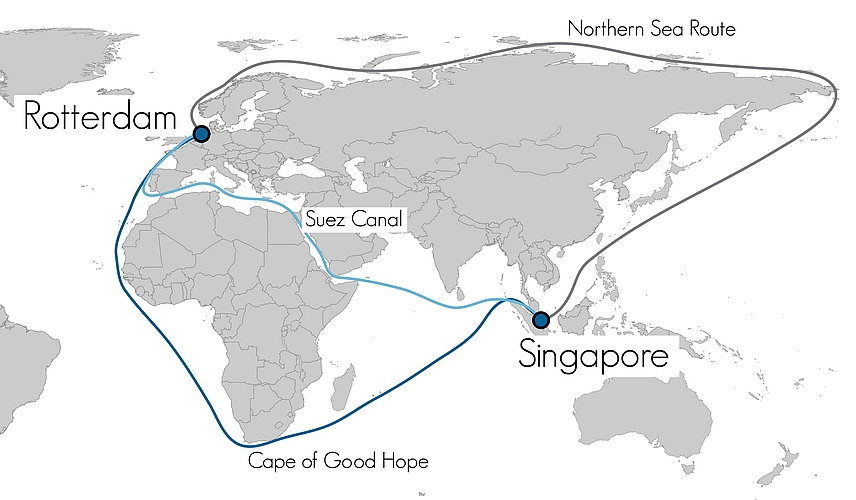 Northern Sea Route
Rotterdam
Suez Canal
Singapore
Cape of Good Hope